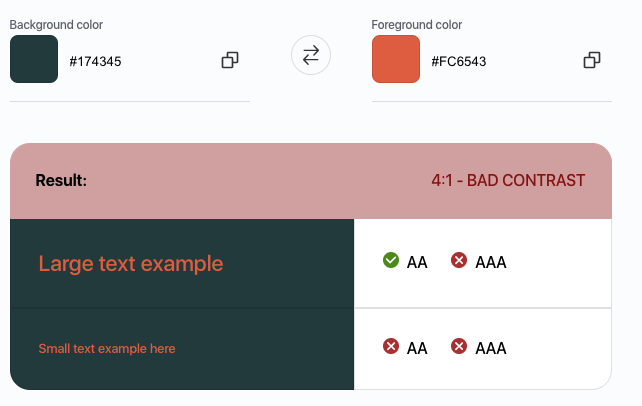 Background color
Foreground color
#174345
#FC6543
Result:
4:1 - BAD CONTRAST
Large text example
AA
AAA
Small text example here
AA
AAA